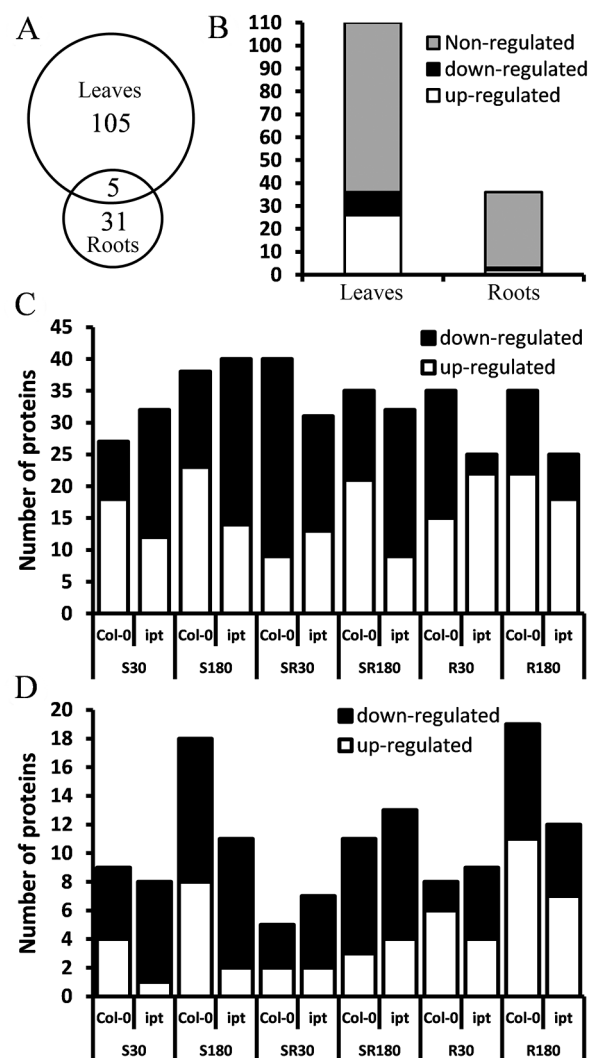 A
Leaves
105
5
31
Roots
B
110
100
90
80
70
60
50
40
30
20
10
0
Non-regulated
down-regulated
up-regulated
Leaves Roots
C
Number of proteins
45
40
35
30
25
20
15
10
5
0
down-regulated
up-regulated
Col-0 ipt Col-0 ipt Col-0 ipt Col-0 ipt Col-0 ipt Col-0 ipt
S30 S180 SR30 SR180 R30 R180
D
Number of proteins
20
18
16
14
12
10
8
6
4
2
0
down-regulated
up-regulated
Col-0 ipt Col-0 ipt Col-0 ipt Col-0 ipt Col-0 ipt Col-0 ipt
S30 S180 SR30 SR180 R30 R180